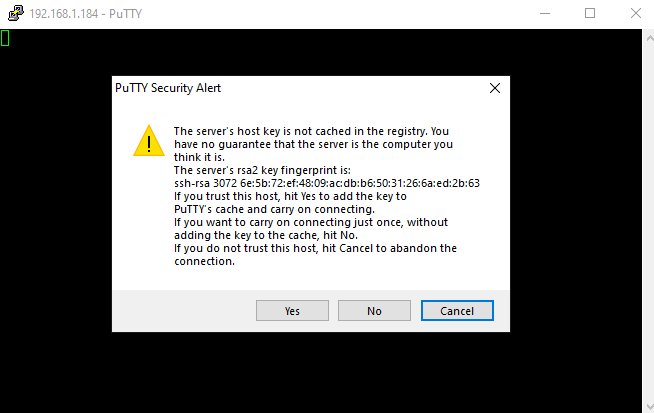 192.168.1.184 - PuTTY
PuTTY Security Alert
The server's host key is not cached in the registry. You
have no guarantee that the server is the computer you
think it is.
The server's rsa2 key fingerprint is:
ssh-rsa 3072 6e:5b:72:ef:48:09:ac:db:b6:50:31:26:6a:ed:2b:63
If you trust this host, hit Yes to add the key to
PuTTY's cache and carry on connecting.
If you want to carry on connecting just once, without
adding the key to the cache, hit No.
If you do not trust this host, hit Cancel to abandon the
connection.
Yes
No
Cancel